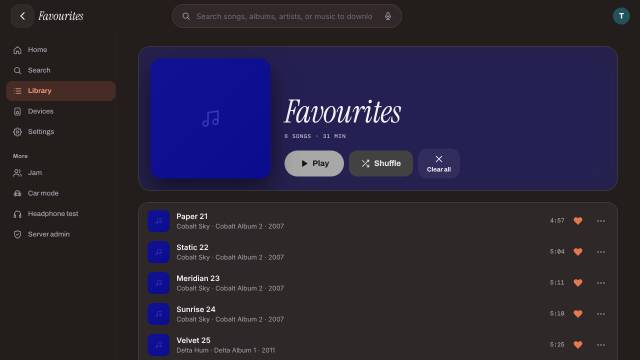 Favourites
Search songs, albums, artists, or music to downlo
T
Home
Search
Library
Devices
Settings
More
Jam
Car mode
Headphone test
Server admin
Favourites
8 SONGS · 31 MIN
Play
Shuffle
Clear all
Paper 21
Cobalt Sky · Cobalt Album 2 · 2007
4:57
Static 22
Cobalt Sky · Cobalt Album 2 · 2007
5:04
Meridian 23
Cobalt Sky · Cobalt Album 2 · 2007
5:11
Sunrise 24
Cobalt Sky · Cobalt Album 2 · 2007
5:18
Velvet 25
Delta Hum · Delta Album 1 · 2011
5:25